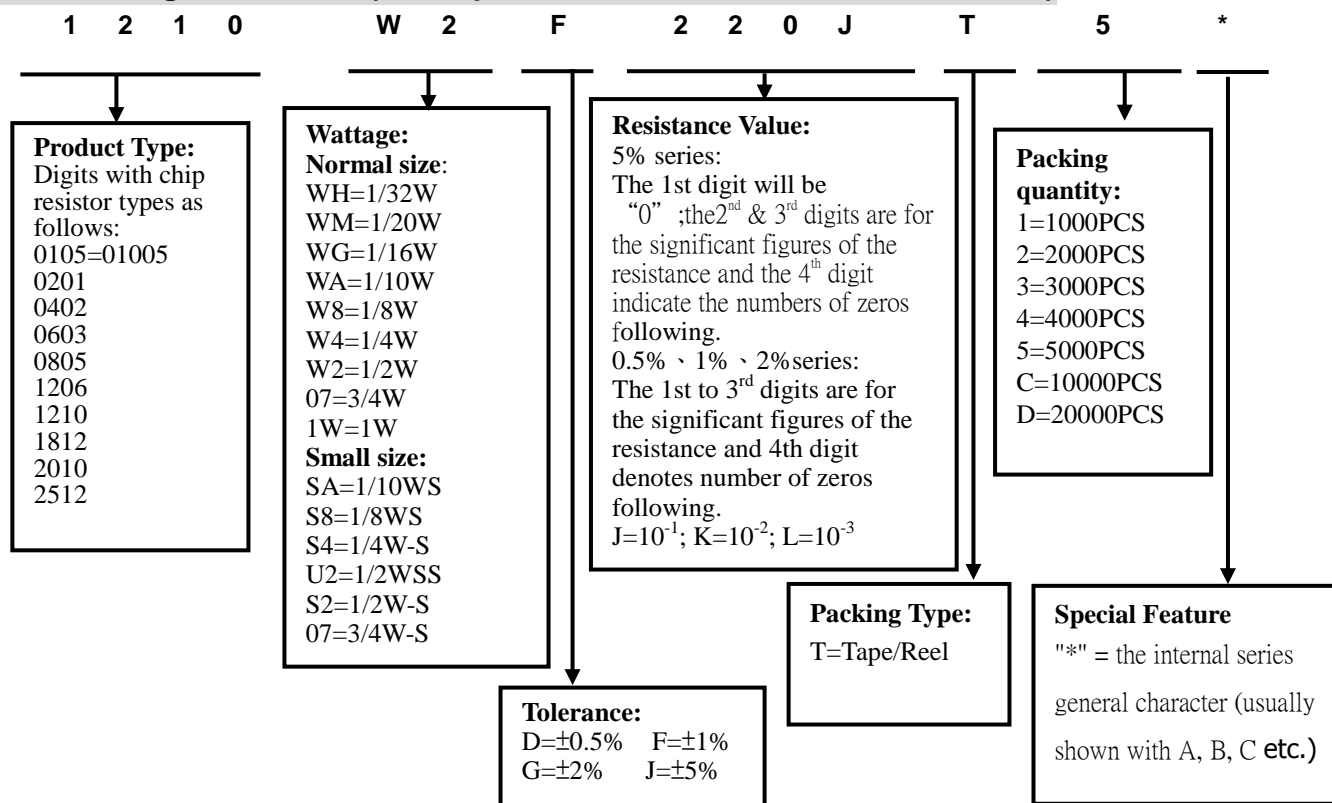 1 2 1 0 W 2 F 2 2 0 J T 5 *
Product Type:
Digits with chip
resistor types as
follows:
0105=01005
0201
0402
0603
0805
1206
1210
1812
2010
2512
Wattage:
Normal size:
WH=1/32W
WM=1/20W
WG=1/16W
WA=1/10W
W8=1/8W
W4=1/4W
W2=1/2W
07=3/4W
1W=1W
Small size:
SA=1/10WS
S8=1/8WS
S4=1/4W-S
U2=1/2WSS
S2=1/2W-S
07=3/4W-S
Tolerance:
D=±0.5% F=±1%
G=±2% J=±5%
Resistance Value:
5% series:
The 1st digit will be
“0” ;the2nd & 3rd digits are for
the significant figures of the
resistance and the 4th digit
indicate the numbers of zeros
following.
0.5%、1%、2%series:
The 1st to 3rd digits are for
the significant figures of the
resistance and 4th digit
denotes number of zeros
following.
J=10-1; K=10-2; L=10-3
Packing Type:
T=Tape/Reel
Packing
quantity:
1=1000PCS
2=2000PCS
3=3000PCS
4=4000PCS
5=5000PCS
C=10000PCS
D=20000PCS
Special Feature
"*" = the internal series
general character (usually
shown with A, B, C etc.)